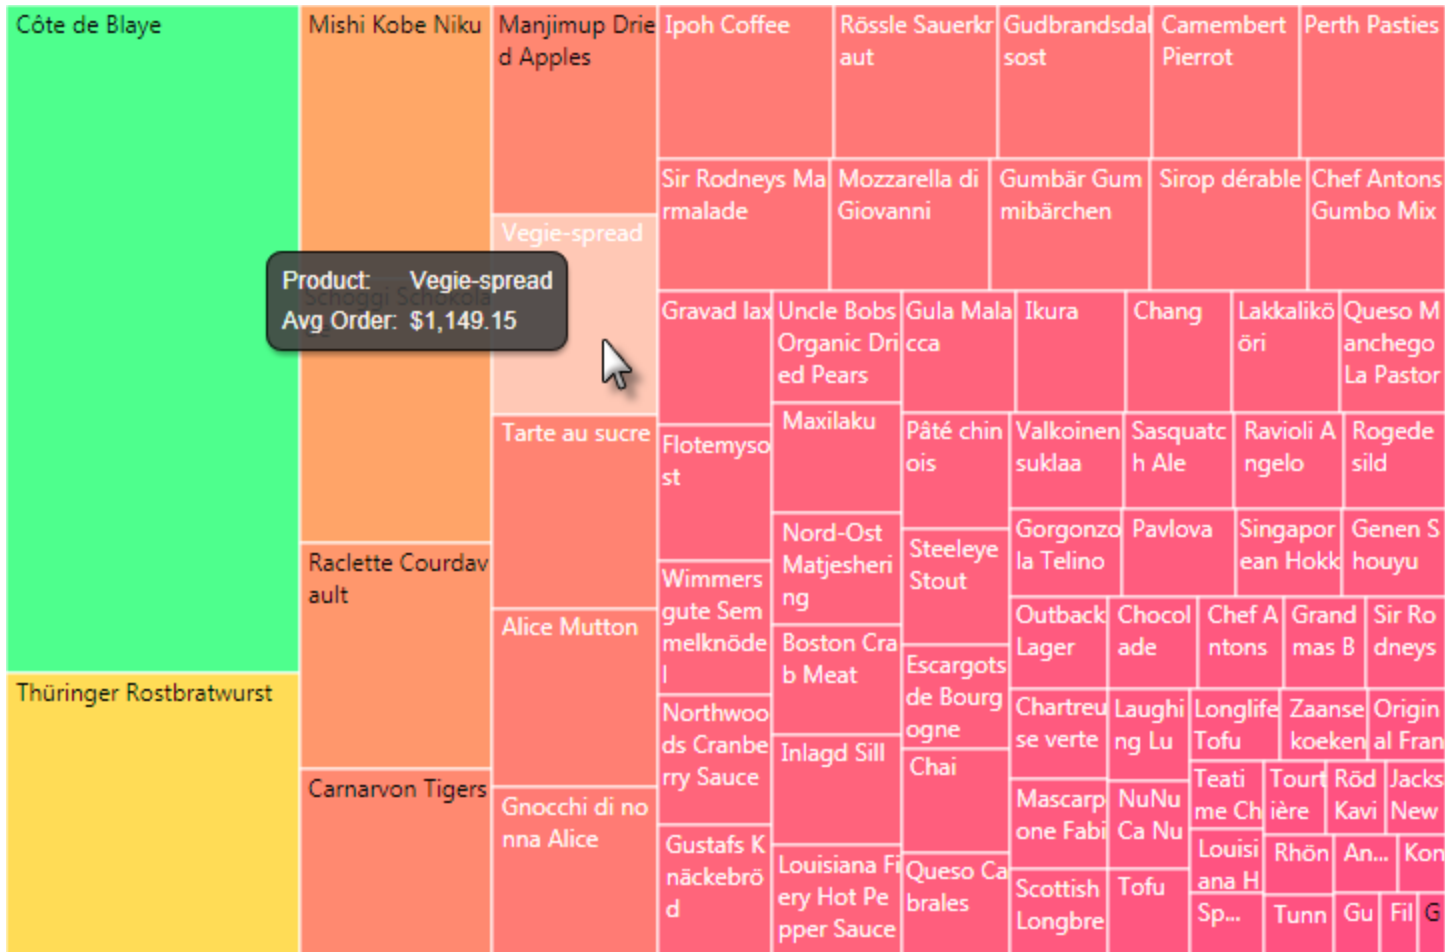 Côte de Blaye
Thüringer Rostbratwurst
Mishi Kobe Niku
Schoggi Schokola
Raclette Courdav
ault
Carnarvon Tigers
Manjimup Drie
d Apples
Vegie-spread
Product: Vegie-spread
Avg Order: $1,149.15
Tarte au sucre
Alice Mutton
Gnocchi di no
nna Alice
Ipoh Coffee
Rössle Sauerkr
aut
Gudbrandsdal
sost
Camembert
Pierrot
Perth Pasties
Sir Rodneys Ma
rmalade
Mozzarella di
Giovanni
Gumbär Gum
mibärchen
Sirop dérable
Chef Antons
Gumbo Mix
Gravad lax
Flotemyso
st
Wimmers
gute Sem
melknöde
l
Northwoo
ds Cranbe
rry Sauce
Gustafs K
näckebrö
d
Uncle Bobs
Organic Dri
ed Pears
Maxilaku
Nord-Ost
Matjesheri
ng
Boston Cra
b Meat
Inlagd Sill
Louisiana Fi
ery Hot Pe
pper Sauce
Gula Mala
cca
Pâté chin
ois
Steeleye
Stout
Escargots
de Bourg
ogne
Chai
Queso Ca
brales
Ikura
Chang
Lakkalikö
öri
Queso M
anchego
La Pastor
Valkoinen
suklaa
Sasquatc
h Ale
Ravioli A
ngelo
Rogede
sild
Gorgonzo
la Telino
Pavlova
Singapor
ean Hokk
Genen S
houyu
Outback
Lager
Chocol
ade
Chef A
ntons
Grand
mas B
Sir Ro
dneys
Chartreu
se verte
Laughi
ng Lu
Longlife
Tofu
Zaanse
koeken
Origin
al Fran
Mascarp
one Fabi
NuNu
Ca Nu
Teati
me Ch
Tourt
ière
Röd
Kavi
Jacks
New
Scottish
Longbre
Tofu
Louisi
ana H
Rhön
An...
Kon
Sp...
Tunn
Gu
Fil
G